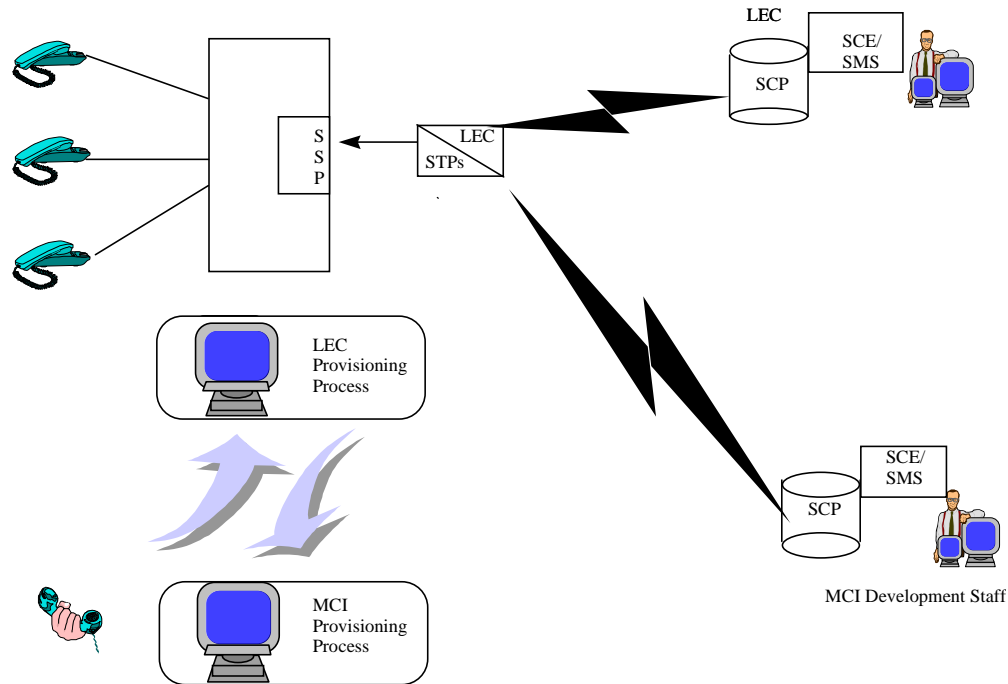 LEC
SCE/
SMS
SCP
S
S
P
LEC
STPs
LEC
Provisioning
Process
SCE/
SMS
SCP
MCI Development Staff
MCI
Provisioning
Process